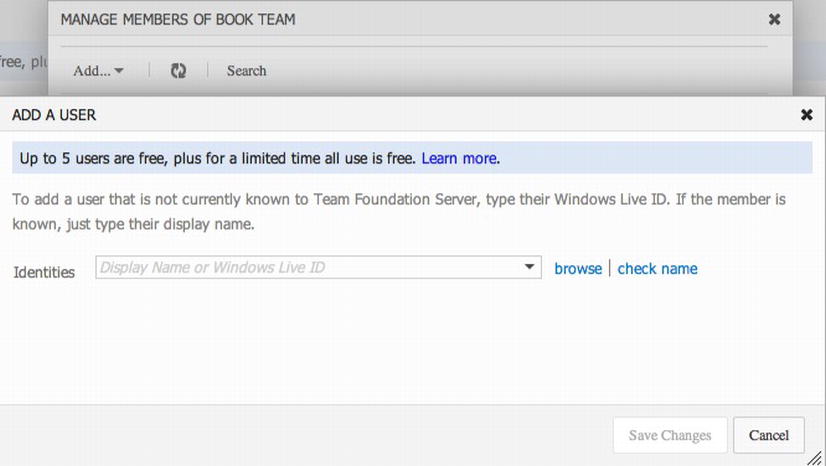 MANAGE MEMBERS OF BOOK TEAM
free, plu
Add... Search
ADD A USER
Up to 5 users are free, plus for a limited time all use is free. Learn more.
To add a user that is not currently known to Team Foundation Server, type their Windows Live ID. If the member is
known, just type their display name.
Identities Display Name or Windows Live ID browse | check name
Save Changes Cancel